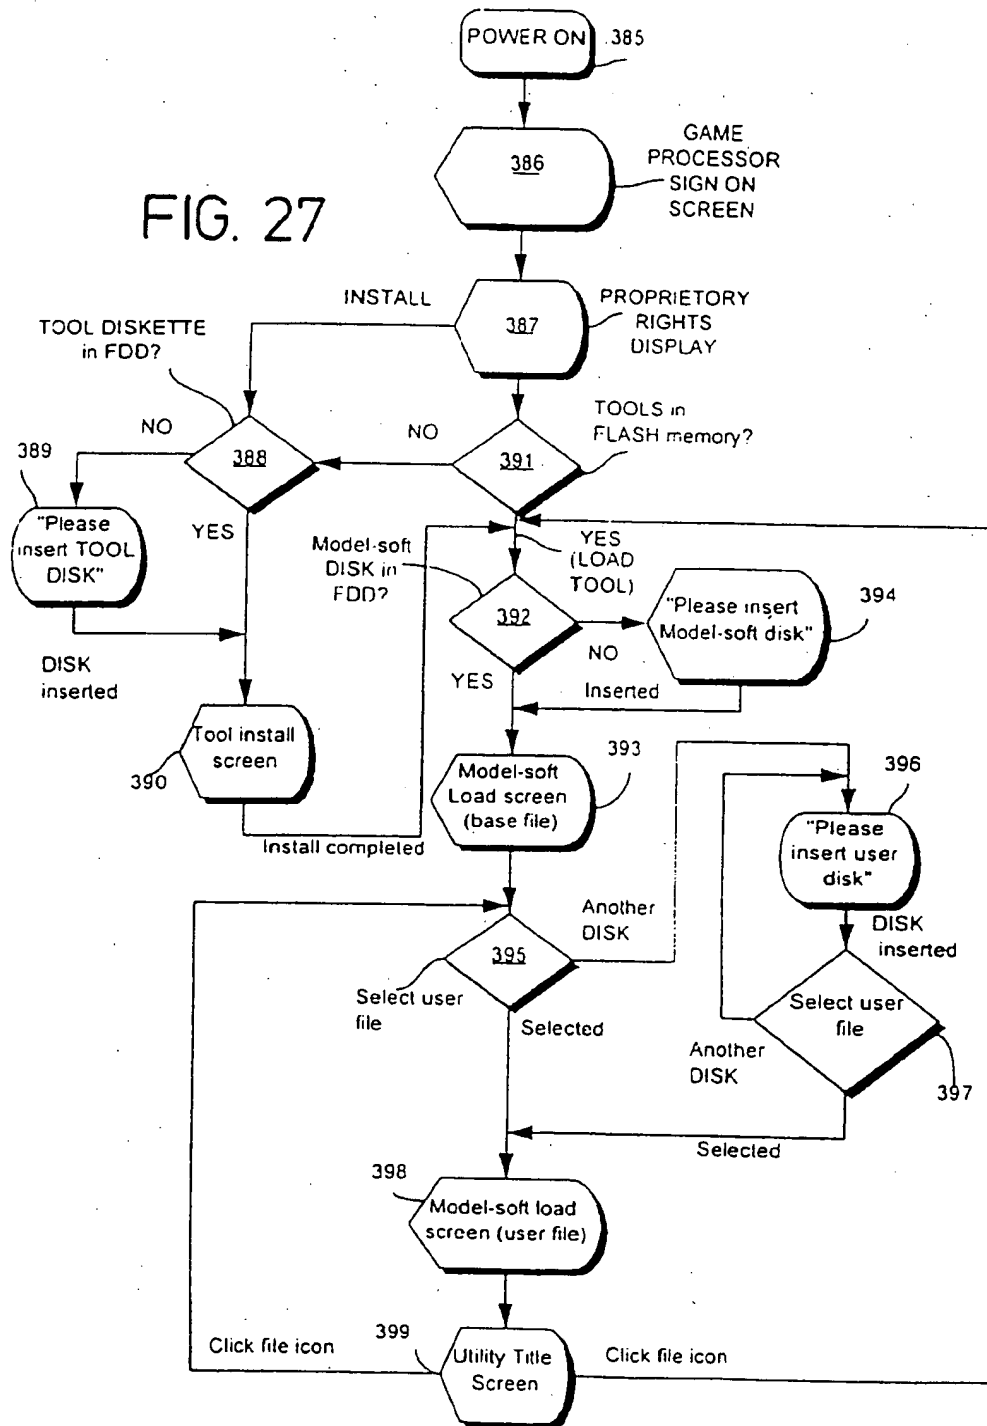 POWER ON
385
386
GAME
PROCESSOR
SIGN ON
SCREEN
FIG. 27
INSTALL
387
PROPRIETORY
RIGHTS
DISPLAY
TOOL DISKETTE
in FDD?
NO
388
NO
391
TOOLS in
FLASH memory?
389
"Please
insert TOOL
DISK"
YES
Model-soft
DISK in
FDD?
YES
(LOAD
TOOL)
392
"Please insert
Model-soft disk"
394
NO
DISK
inserted
YES
Inserted
Tool install
screen
390
Model-soft
Load screen
(base file)
393
396
"Please
insert user
disk"
Install completed
Another
DISK
DISK
inserted
395
Select user
file
Selected
Select user
file
Another
DISK
397
Selected
398
Model-soft load
screen (user file)
399
Click file icon
Utility Title
Screen
Click file icon